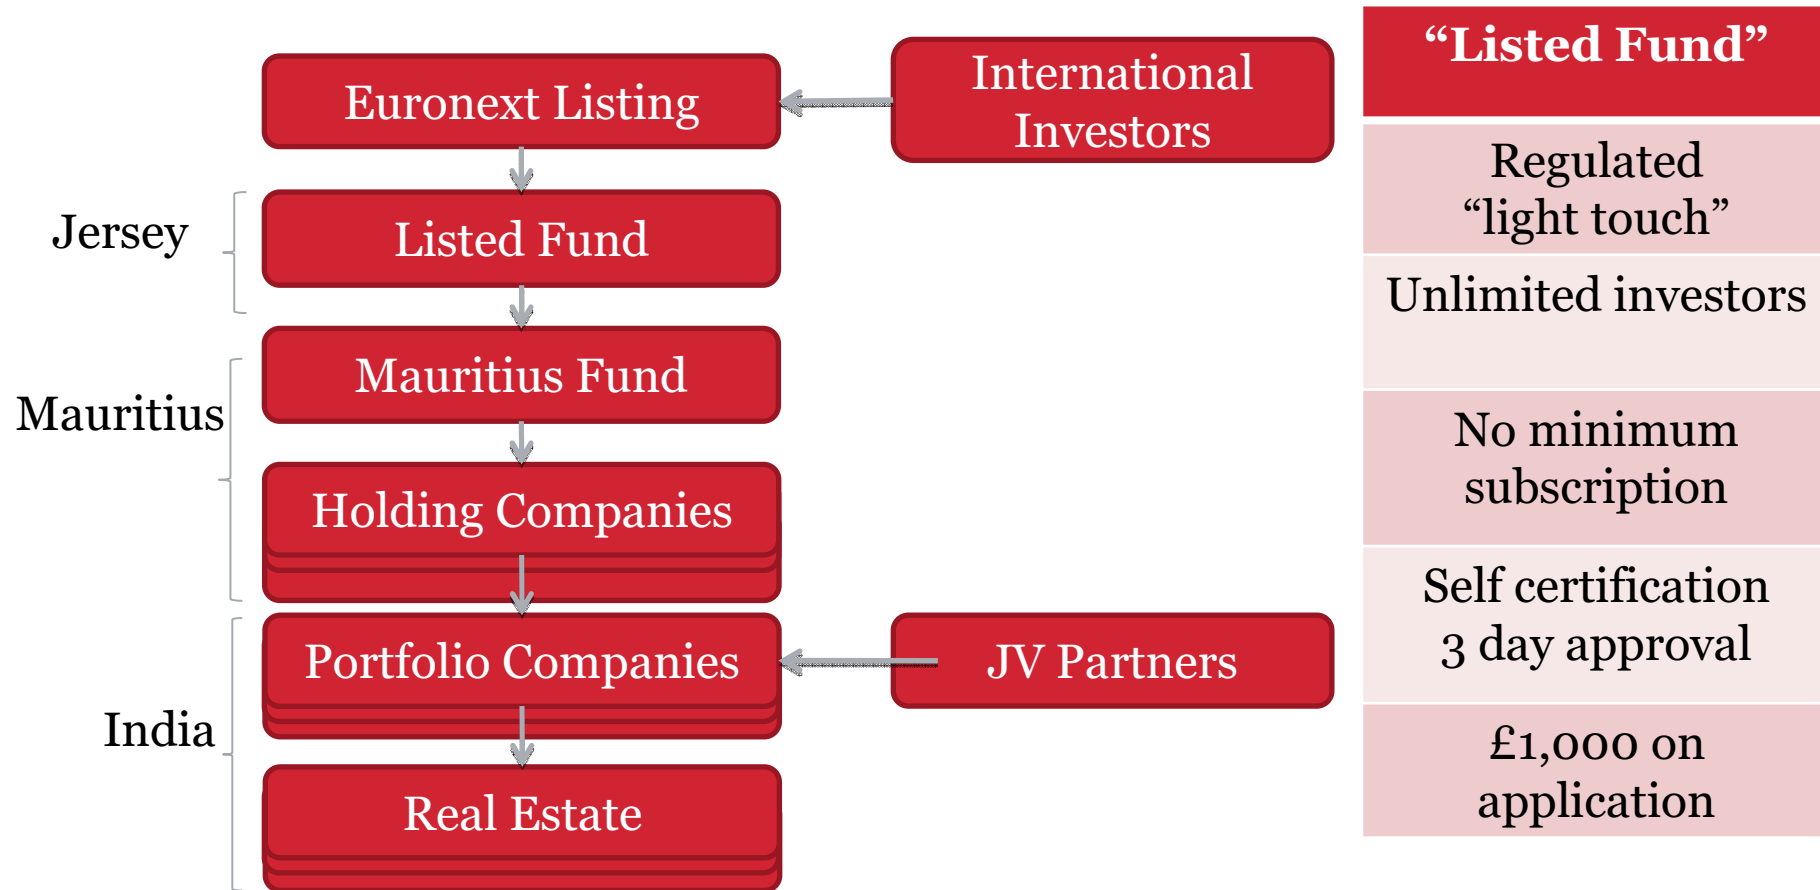 Euronext Listing
International
Investors
Jersey
Listed Fund
Mauritius
Mauritius Fund
Holding Companies
India
Portfolio Companies
JV Partners
Real Estate
“Listed Fund”
Regulated
“light touch”
Unlimited investors
No minimum
subscription
Self certification
3 day approval
£1,000 on
application